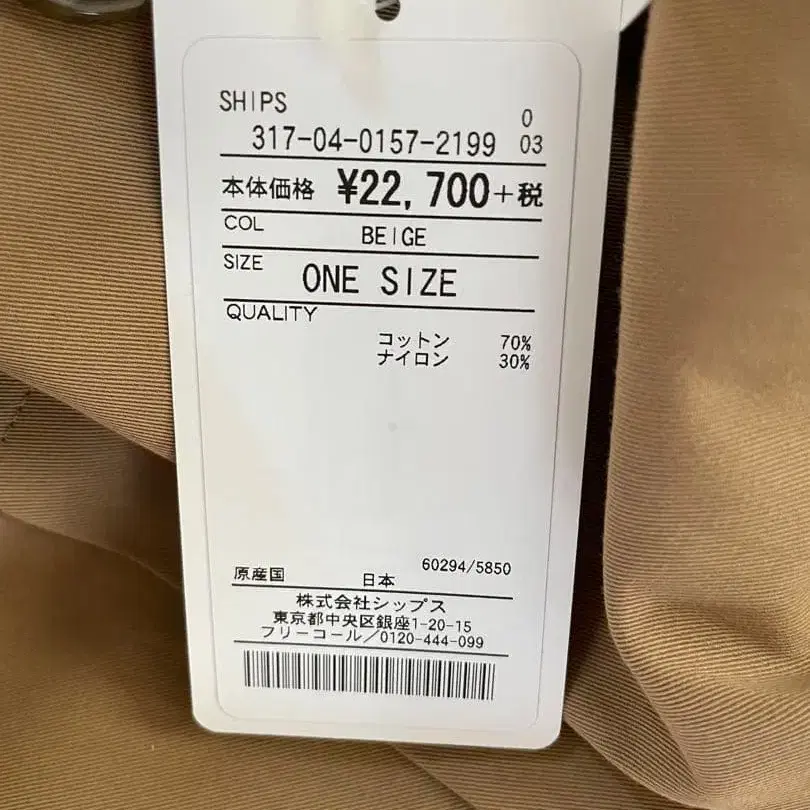 SHIPS
0
317-04-0157-2199 03
本体価格 ¥22,700+税
COL
BEIGE
SIZE
ONE SIZE
QUALITY
コットン 70%
ナイロン 30%
60294/5850
原産国 日本
株式会社シップス
東京都中央区銀座1-20-15
フリーコール/0120-444-099